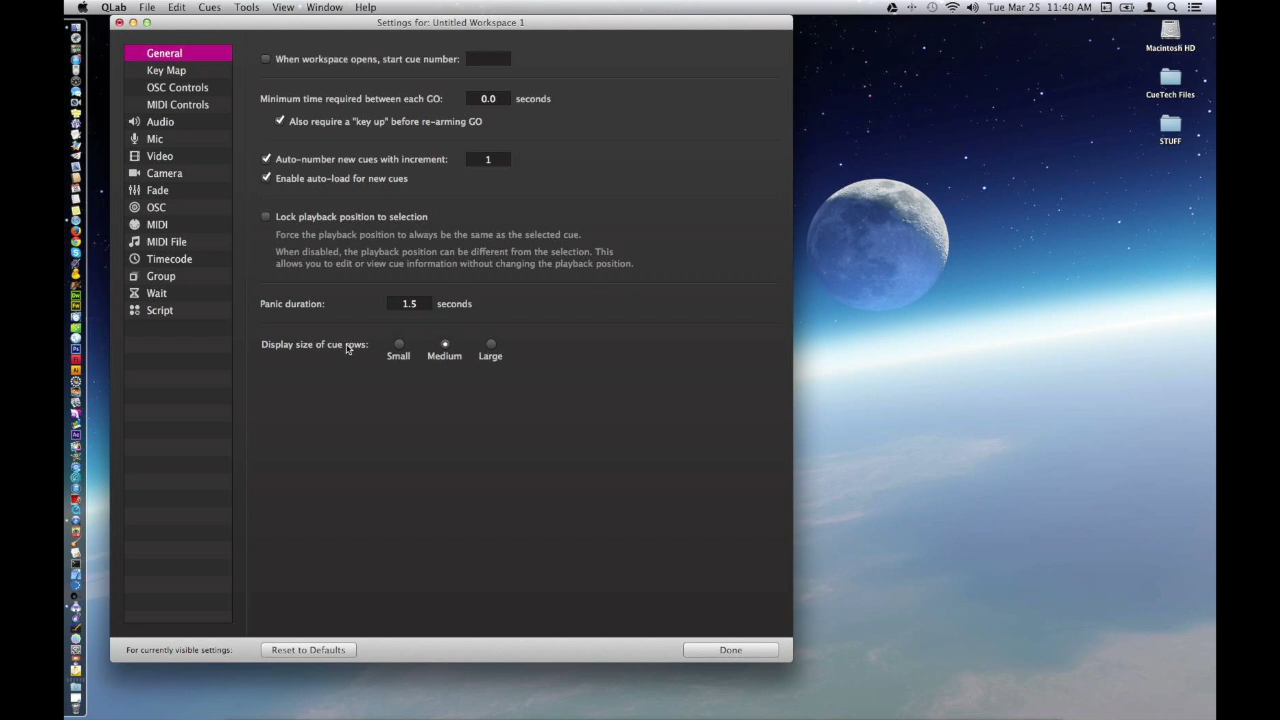 QLab File Edit Cues Tools View Window Help
Tue Mar 25 11:40 AM
Settings for: Untitled Workspace 1
General
Key Map
OSC Controls
MIDI Controls
Audio
Mic
Video
Camera
Fade
OSC
MIDI
MIDI File
Timecode
Group
Wait
Script
When workspace opens, start cue number:
Minimum time required between each GO: 0.0 seconds
Also require a "key up" before re-arming GO
Auto-number new cues with increment: 1
Enable auto-load for new cues
Lock playback position to selection
Force the playback position to always be the same as the selected cue.
When disabled, the playback position can be different from the selection. This
allows you to edit or view cue information without changing the playback position.
Panic duration: 1.5 seconds
Display size of cue rows:
Small Medium Large
For currently visible settings: Reset to Defaults Done
Macintosh HD
CueTech Files
STUFF